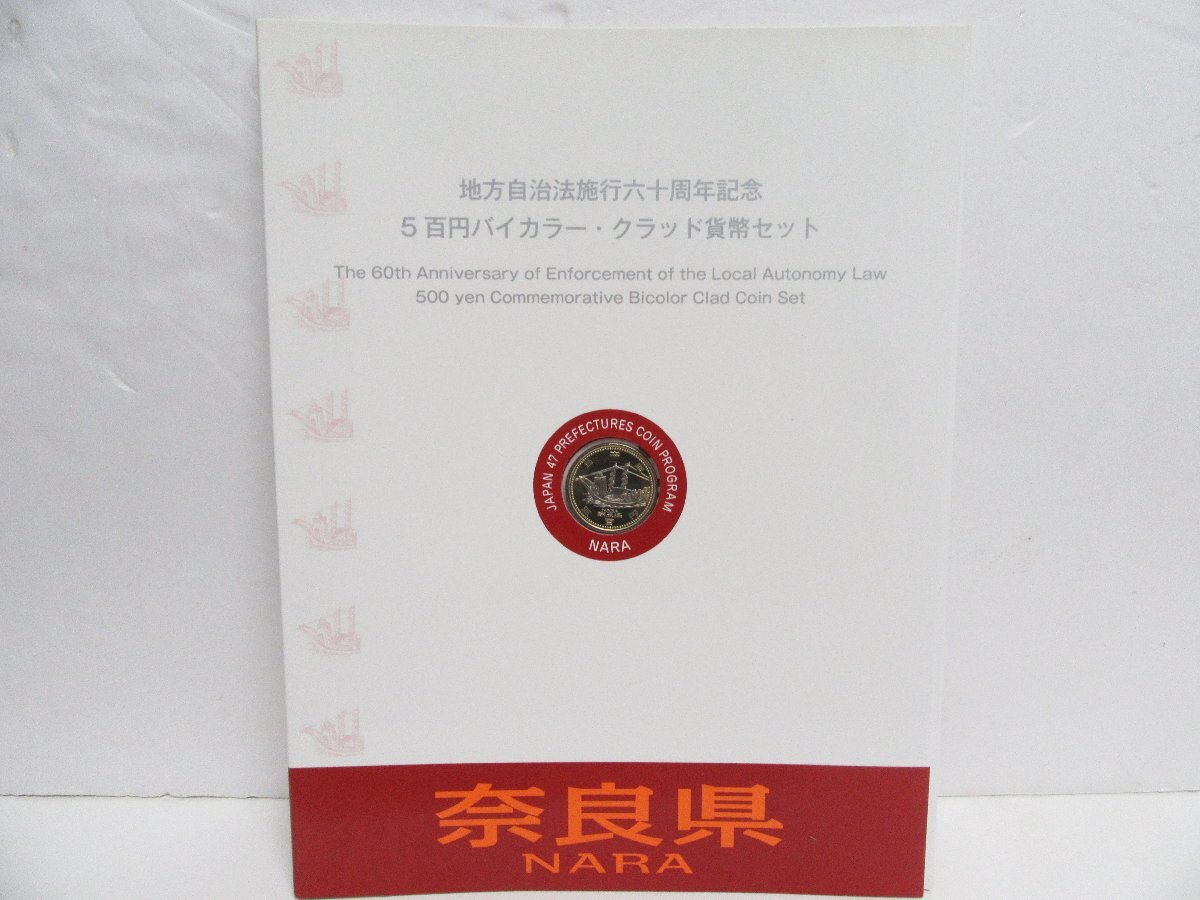 地方自治法施行六十周年記念
5百円バイカラー・クラッド貨幣セット
The 60th Anniversary of Enforcement of the Local Autonomy Law
500 yen Commemorative Bicolor Clad Coin Set
JAPAN 47 PREFECTURES COIN PROGRAM
NARA
奈良県
NARA